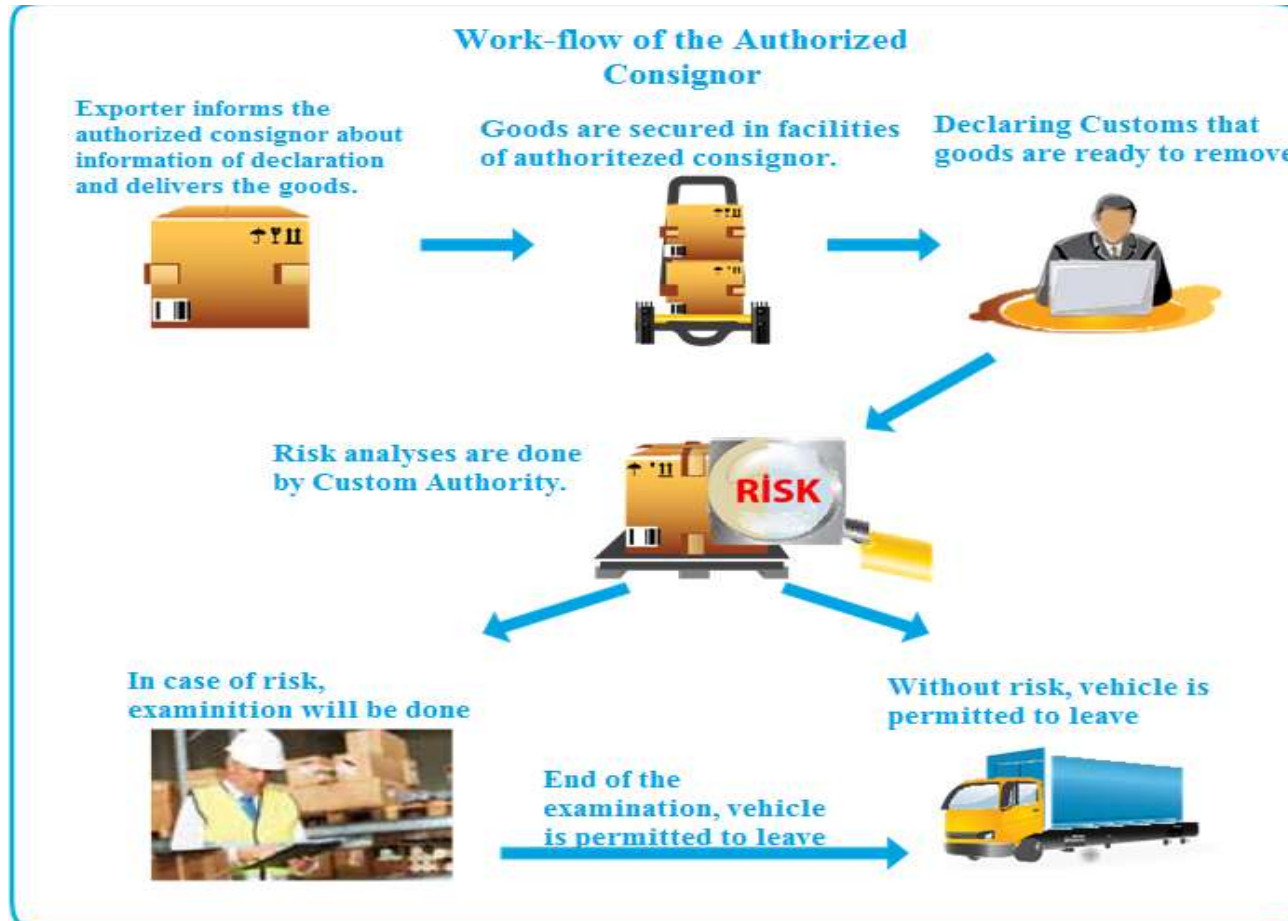 Work-flow of the Authorized
Consignor
Exporter informs the
authorized consignor about
information of declaration
and delivers the goods.
Goods are secured in facilities
of authoritezed consignor.
Declaring Customs that
goods are ready to remove
Risk analyses are done
by Custom Authority.
RİSK
In case of risk,
examinition will be done
Without risk, vehicle is
permitted to leave
End of the
examination, vehicle
is permitted to leave